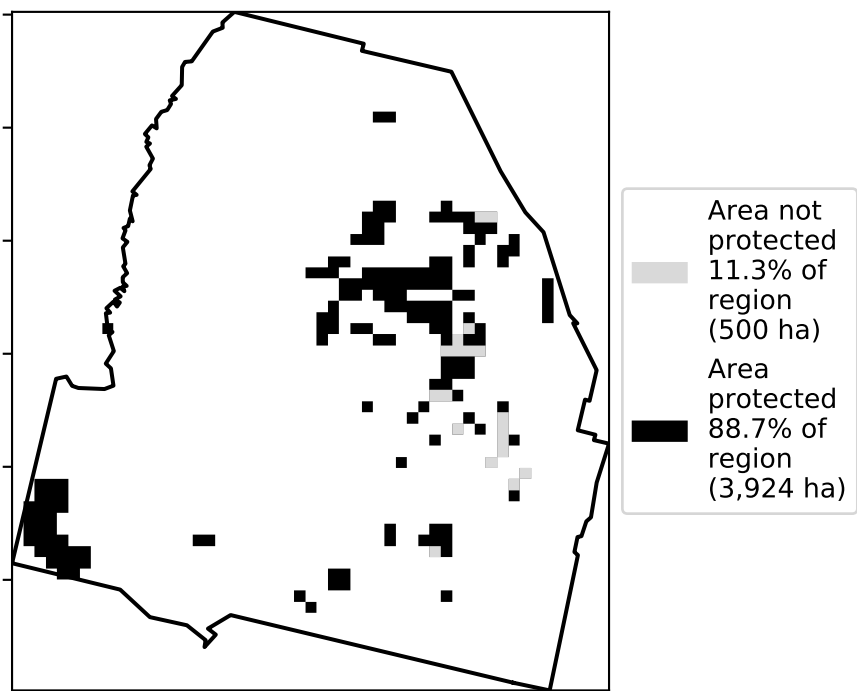 Area not
protected
11.3% of
region
(500 ha)
Area
protected
88.7% of
region
(3,924 ha)